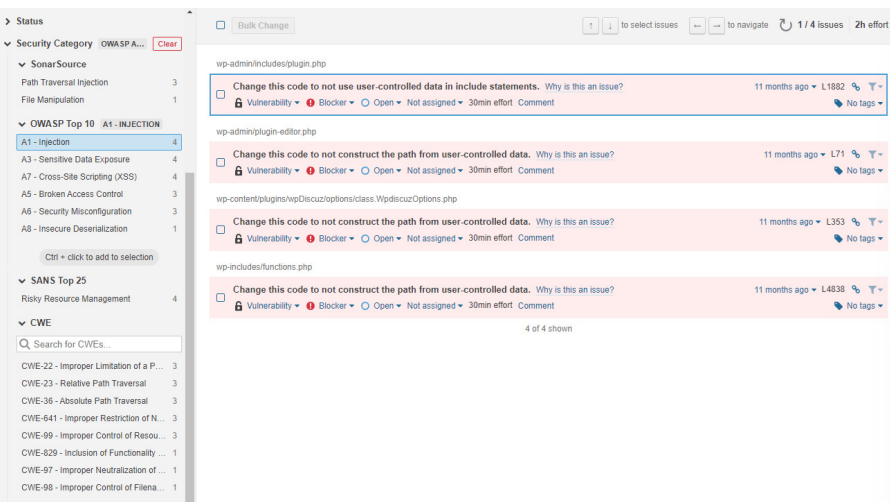 Status
Security Category OWASP A... Clear
SonarSource
Path Traversal Injection 3
File Manipulation 1
OWASP Top 10 A1 - INJECTION
A1 - Injection 4
A3 - Sensitive Data Exposure 4
A7 - Cross-Site Scripting (XSS) 4
A5 - Broken Access Control 3
A6 - Security Misconfiguration 3
A8 - Insecure Deserialization 1
Ctrl + click to add to selection
SANS Top 25
Risky Resource Management 4
CWE
Search for CWEs...
CWE-22 - Improper Limitation of a P... 3
CWE-23 - Relative Path Traversal 3
CWE-36 - Absolute Path Traversal 3
CWE-641 - Improper Restriction of N... 3
CWE-99 - Improper Control of Resou... 3
CWE-829 - Inclusion of Functionality ... 1
CWE-97 - Improper Neutralization of ... 1
CWE-98 - Improper Control of Filena... 1
Bulk Change ↑ ↓ to select issues ← → to navigate 1 / 4 issues 2h effort
wp-admin/includes/plugin.php
Change this code to not use user-controlled data in include statements. Why is this an issue? 11 months ago L1882
Vulnerability Blocker Open Not assigned 30min effort Comment No tags
wp-admin/plugin-editor.php
Change this code to not construct the path from user-controlled data. Why is this an issue? 11 months ago L71
Vulnerability Blocker Open Not assigned 30min effort Comment No tags
wp-content/plugins/wpDiscuz/options/class.WpdiscuzOptions.php
Change this code to not construct the path from user-controlled data. Why is this an issue? 11 months ago L353
Vulnerability Blocker Open Not assigned 30min effort Comment No tags
wp-includes/functions.php
Change this code to not construct the path from user-controlled data. Why is this an issue? 11 months ago L4838
Vulnerability Blocker Open Not assigned 30min effort Comment No tags
4 of 4 shown